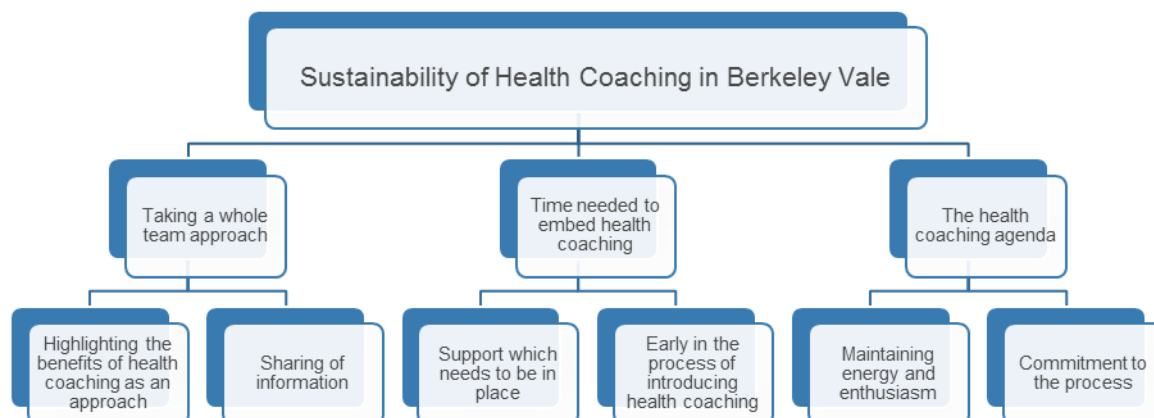 Sustainability of Health Coaching in Berkeley Vale
Taking a whole
team approach
Time needed to
embed health
coaching
The health
coaching agenda
Highlighting the
benefits of health
coaching as an
approach
Sharing of
information
Support which
needs to be in
place
Early in the
process of
introducing
health coaching
Maintaining
energy and
enthusiasm
Commitment to
the process